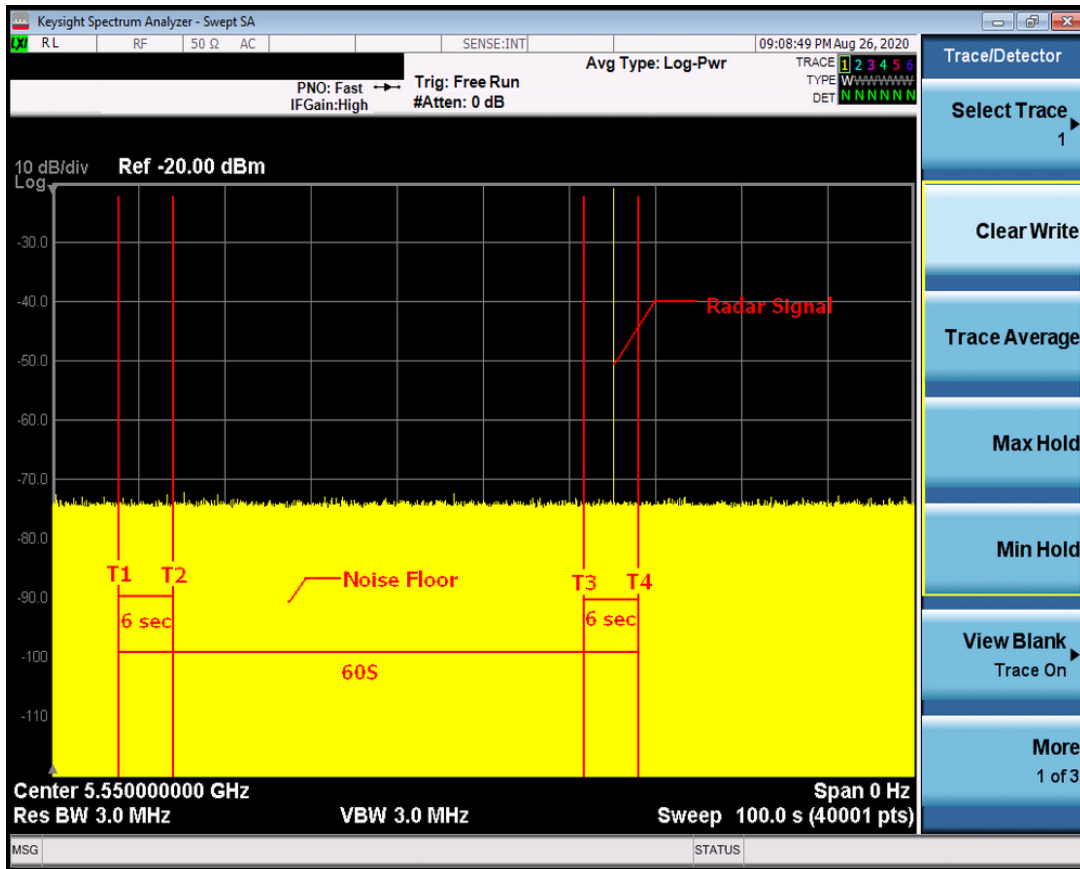 Keysight Spectrum Analyzer - Swept SA
LXI RL RF 50 Ω AC SENSE:INT 09:08:49 PM Aug 26, 2020
Trace/Detector
Avg Type: Log-Pwr TRACE 1 2 3 4 5 6
PNO: Fast Trig: Free Run TYPE WWWWWW
IFGain:High #Atten: 0 dB DET N N N N N N
Select Trace
1
10 dB/div Ref -20.00 dBm
Log
Clear Write
-30.0
-40.0
Radar Signal
Trace Average
-50.0
-60.0
Max Hold
-70.0
-80.0
Min Hold
T1 T2 Noise Floor T3 T4
-90.0
6 sec 6 sec
View Blank
Trace On
-100
60S
-110
More
1 of 3
Center 5.550000000 GHz Span 0 Hz
Res BW 3.0 MHz VBW 3.0 MHz Sweep 100.0 s (40001 pts)
MSG STATUS